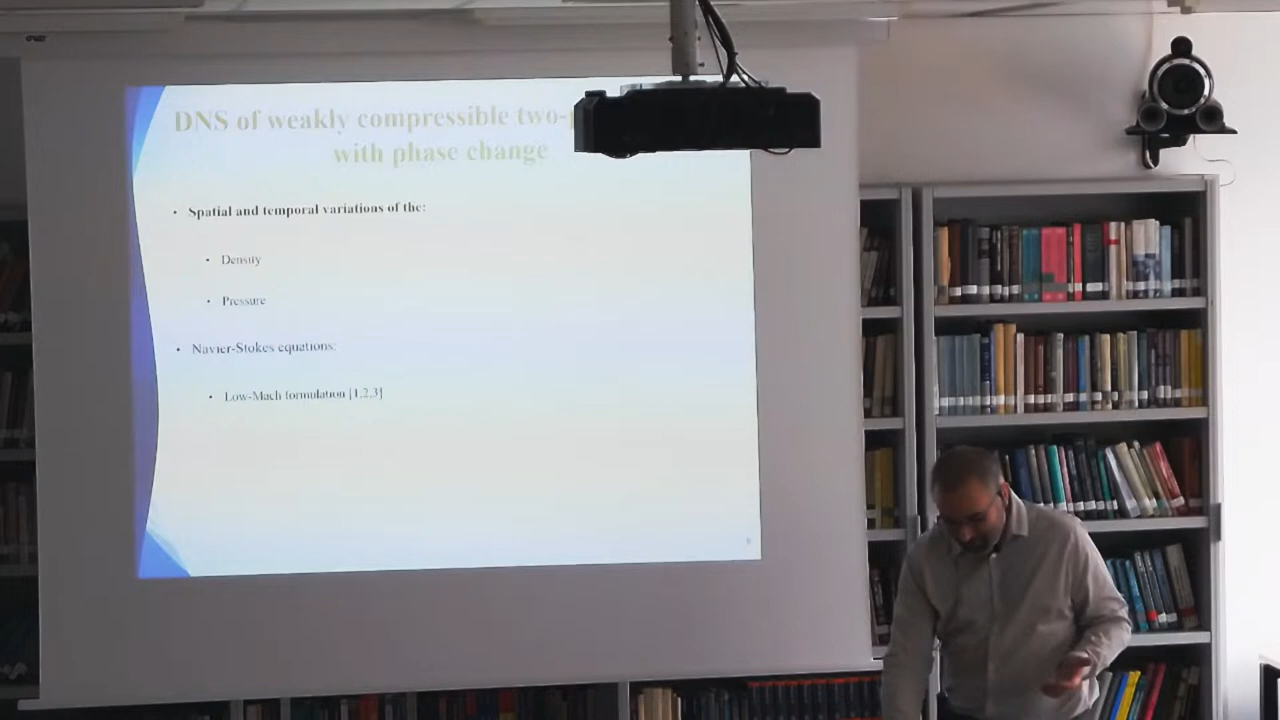 DNS of weakly compressible two-
with phase change
• Spatial and temporal variations of the:
• Density
• Pressure
• Navier-Stokes equations:
• Low-Mach formulation [1,2,3]